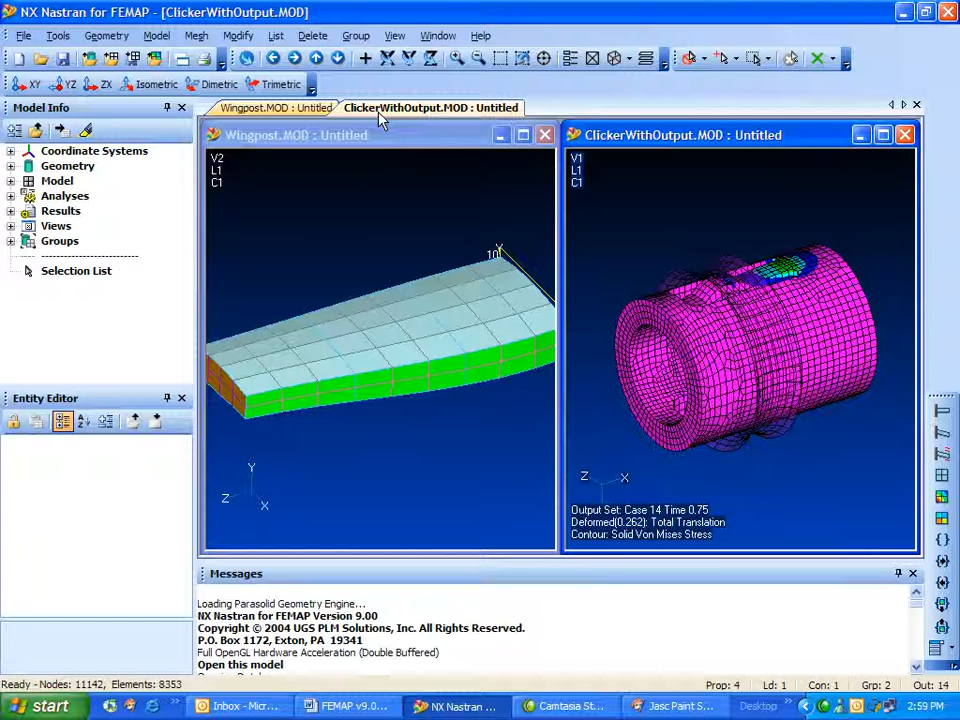 NX Nastran for FEMAP - [ClickerWithOutput.MOD]
File Tools Geometry Model Mesh Modify List Delete Group View Window Help
XY YZ ZX Isometric Dimetric Trimetric
Model Info
Coordinate Systems
Geometry
Model
Analyses
Results
Views
Groups
Selection List
Entity Editor
Wingpost.MOD : Untitled ClickerWithOutput.MOD : Untitled
Wingpost.MOD : Untitled
V2
L1
C1
Y
10
Y
Z
X
ClickerWithOutput.MOD : Untitled
V1
L1
C1
Z X
Output Set: Case 14 Time 0.75
Deformed(0.262): Total Translation
Contour: Solid Von Mises Stress
Messages
Loading Parasolid Geometry Engine...
NX Nastran for FEMAP Version 9.00
Copyright © 2004 UGS PLM Solutions, Inc. All Rights Reserved.
P.O. Box 1172, Exton, PA 19341
Full OpenGL Hardware Acceleration (Double Buffered)
Open this model
Ready - Nodes: 11142, Elements: 8353 Prop: 4 Ld: 1 Con: 1 Grp: 2 Out: 14
start Inbox - Micr... FEMAP v9.0... NX Nastran ... Camtasia St... Jasc Paint S... Desktop 2:59 PM